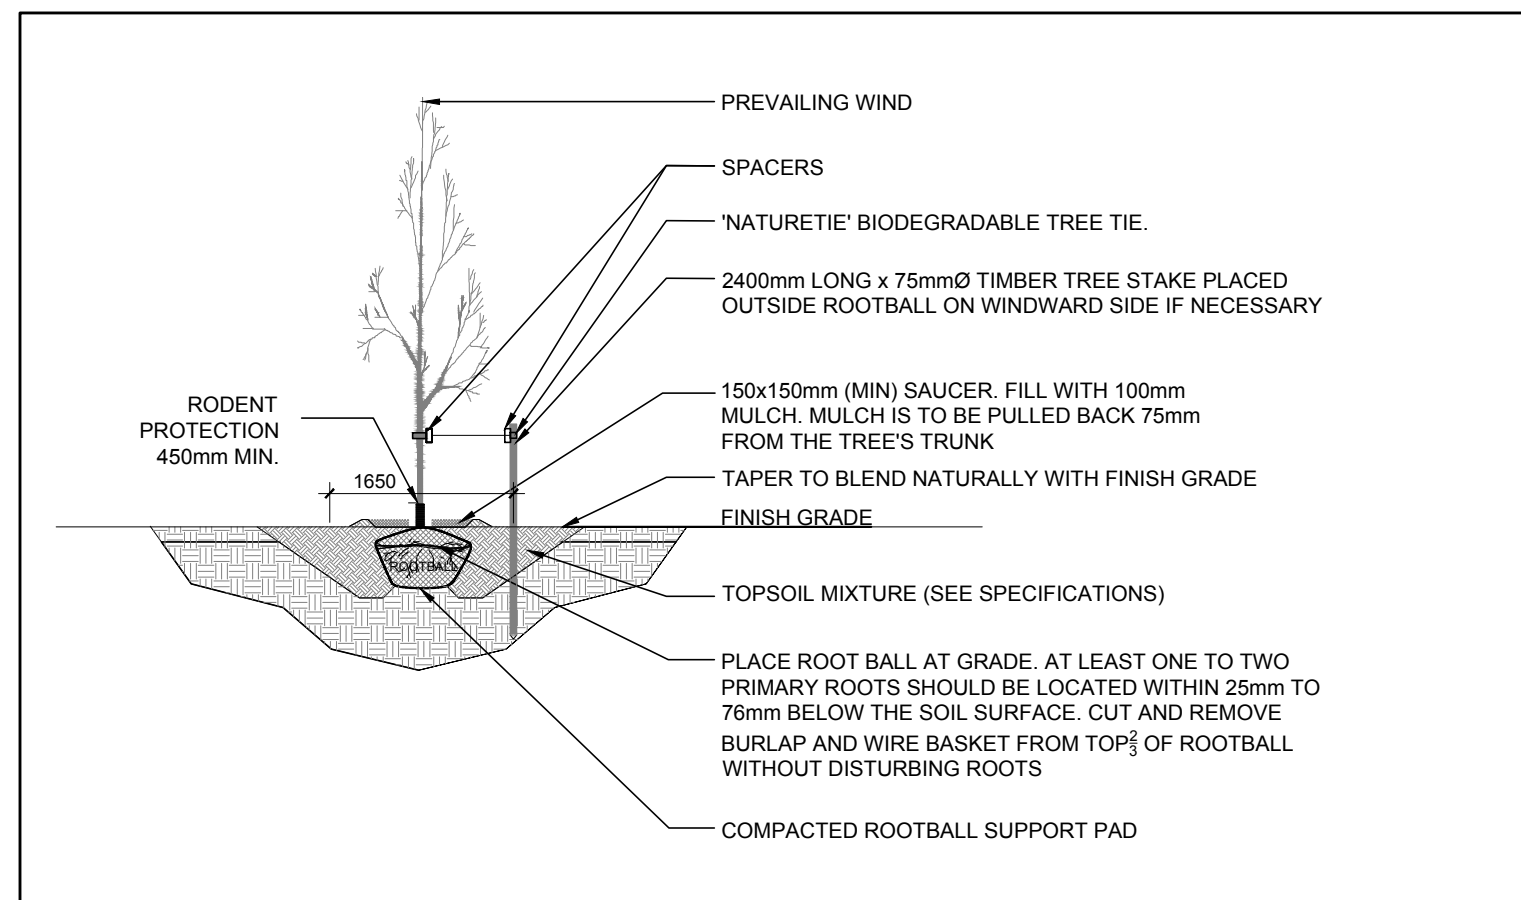 PREVAILING WIND
SPACERS
'NATURETIE' BIODEGRADABLE TREE TIE.
2400mm LONG x 75mmØ TIMBER TREE STAKE PLACED
OUTSIDE ROOTBALL ON WINDWARD SIDE IF NECESSARY
150x150mm (MIN) SAUCER. FILL WITH 100mm
MULCH. MULCH IS TO BE PULLED BACK 75mm
FROM THE TREE'S TRUNK
RODENT
PROTECTION
450mm MIN.
1650
TAPER TO BLEND NATURALLY WITH FINISH GRADE
FINISH GRADE
ROOTBALL
TOPSOIL MIXTURE (SEE SPECIFICATIONS)
PLACE ROOT BALL AT GRADE. AT LEAST ONE TO TWO
PRIMARY ROOTS SHOULD BE LOCATED WITHIN 25mm TO
76mm BELOW THE SOIL SURFACE. CUT AND REMOVE
BURLAP AND WIRE BASKET FROM TOP 2/3 OF ROOTBALL
WITHOUT DISTURBING ROOTS
COMPACTED ROOTBALL SUPPORT PAD